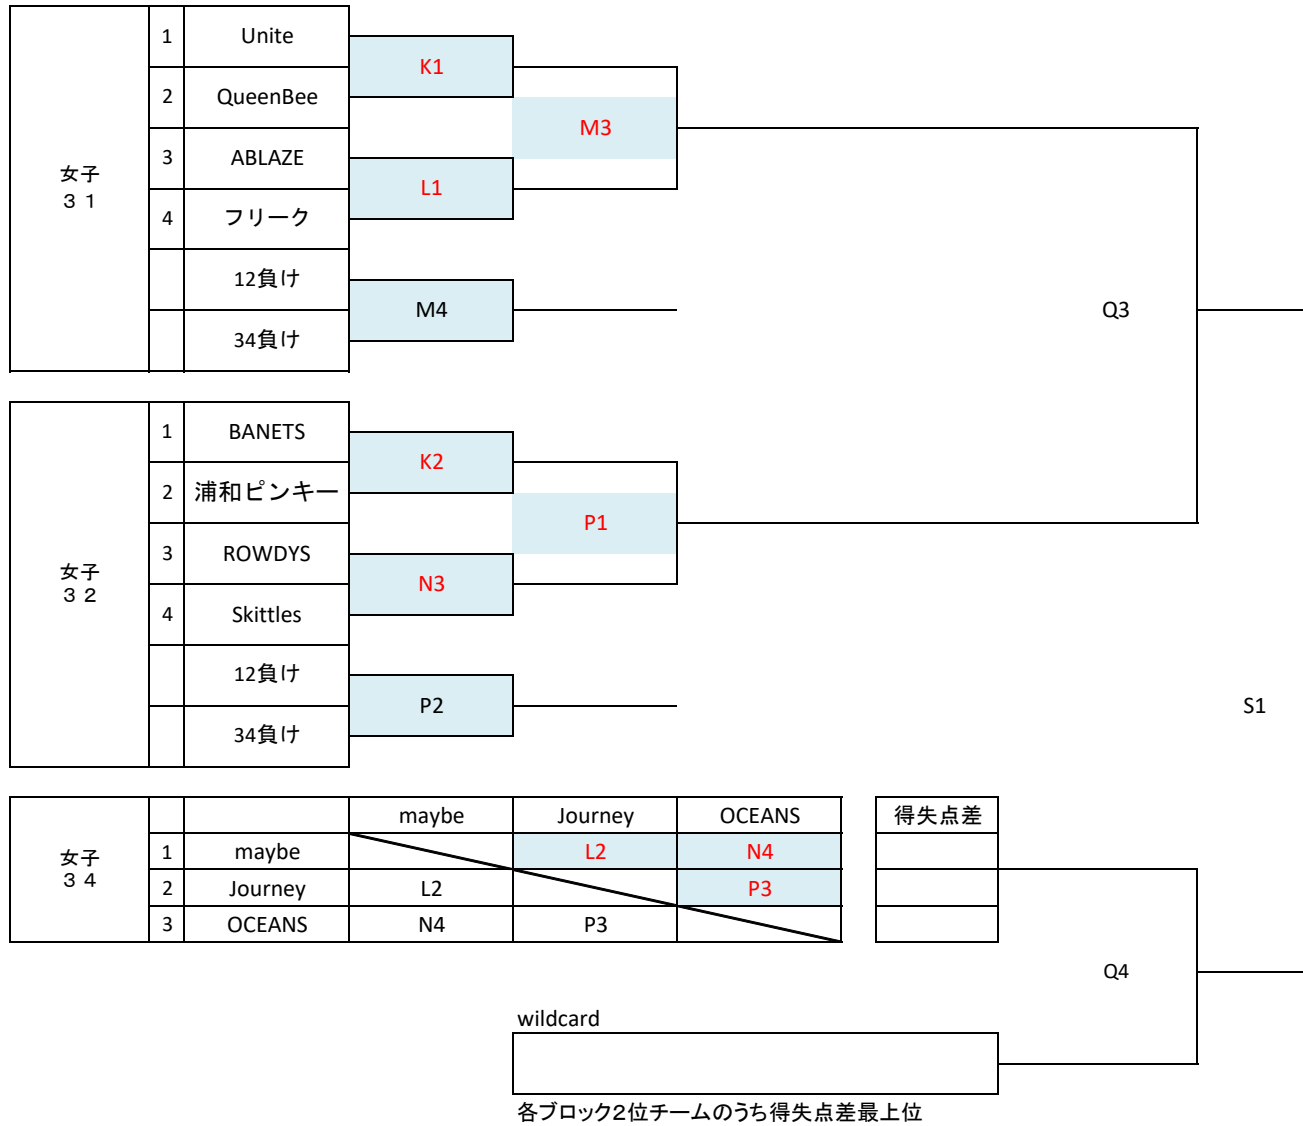 女子
３１
1 Unite
K1
2 QueenBee
M3
3 ABLAZE
L1
4 フリーク
12負け
M4
34負け
Q3
女子
３２
1 BANETS
K2
2 浦和ピンキー
P1
3 ROWDYS
N3
4 Skittles
12負け
P2
34負け
S1
女子
３４
maybe Journey OCEANS 得失点差
1 maybe L2 N4
2 Journey L2 P3
3 OCEANS N4 P3
Q4
wildcard
各ブロック2位チームのうち得失点差最上位